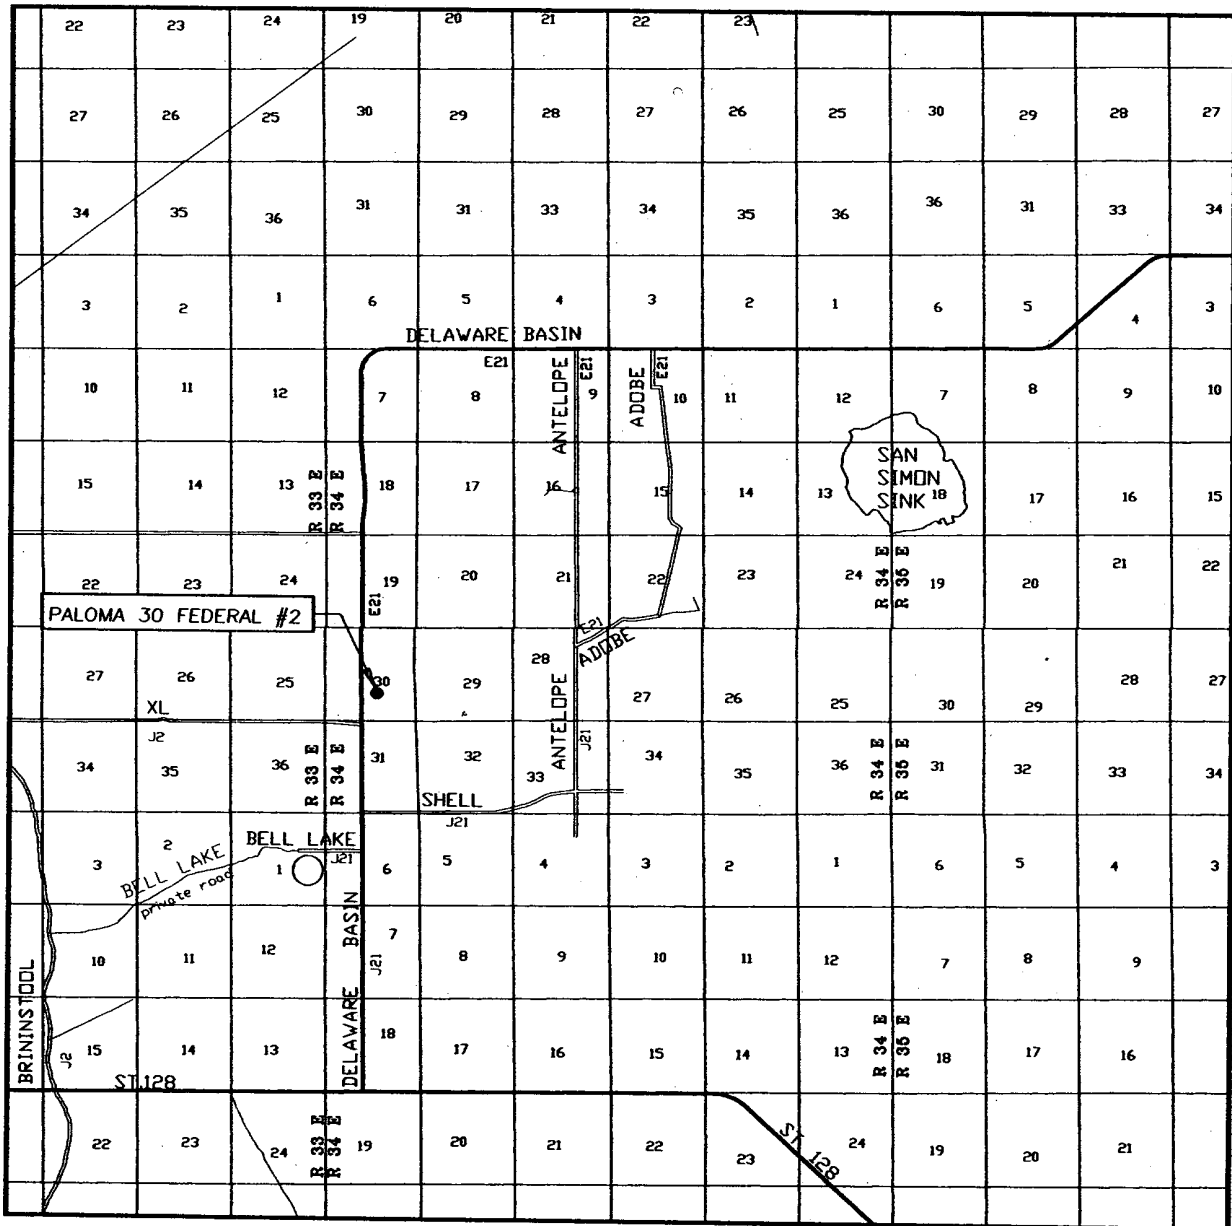 22 23 24 19 20 21 22 23
27 26 25 30 29 28 27 26 25 30 29 28 27
34 35 36 31 31 33 34 35 36 36 31 33 34
3 2 1 6 5 4 3 2 1 6 5 4 3
DELAWARE BASIN
E21
ANTELOPE
E21
ADOBE
E21
10 11 12 7 8 9 10 11 12 7 8 9 10
SAN
SIMON
SINK
15 14 13 18 17 16 15 14 13 18 17 16 15
R 33 E
R 34 E
22 23 24 19 20 21 22 23 24 19 20 21 22
E21
R 34 E
R 35 E
PALOMA 30 FEDERAL #2
E21
ADOBE
27 26 25 30 29 28 27 26 25 30 29 28 27
XL
J2
ANTELOPE
J21
34 35 36 31 32 33 34 35 36 31 32 33 34
R 33 E
R 34 E
R 34 E
R 35 E
SHELL
J21
BELL LAKE
J21
BELL LAKE
private road
3 2 1 6 5 4 3 2 1 6 5 4 3
DELAWARE BASIN
J21
10 11 12 7 8 9 10 11 12 7 8 9
BRININSTOOL
J2
15 14 13 18 17 16 15 14 13 18 17 16
R 34 E
R 35 E
ST.128
22 23 24 19 20 21 22 23 24 19 20 21
R 33 E
R 34 E
ST. 128